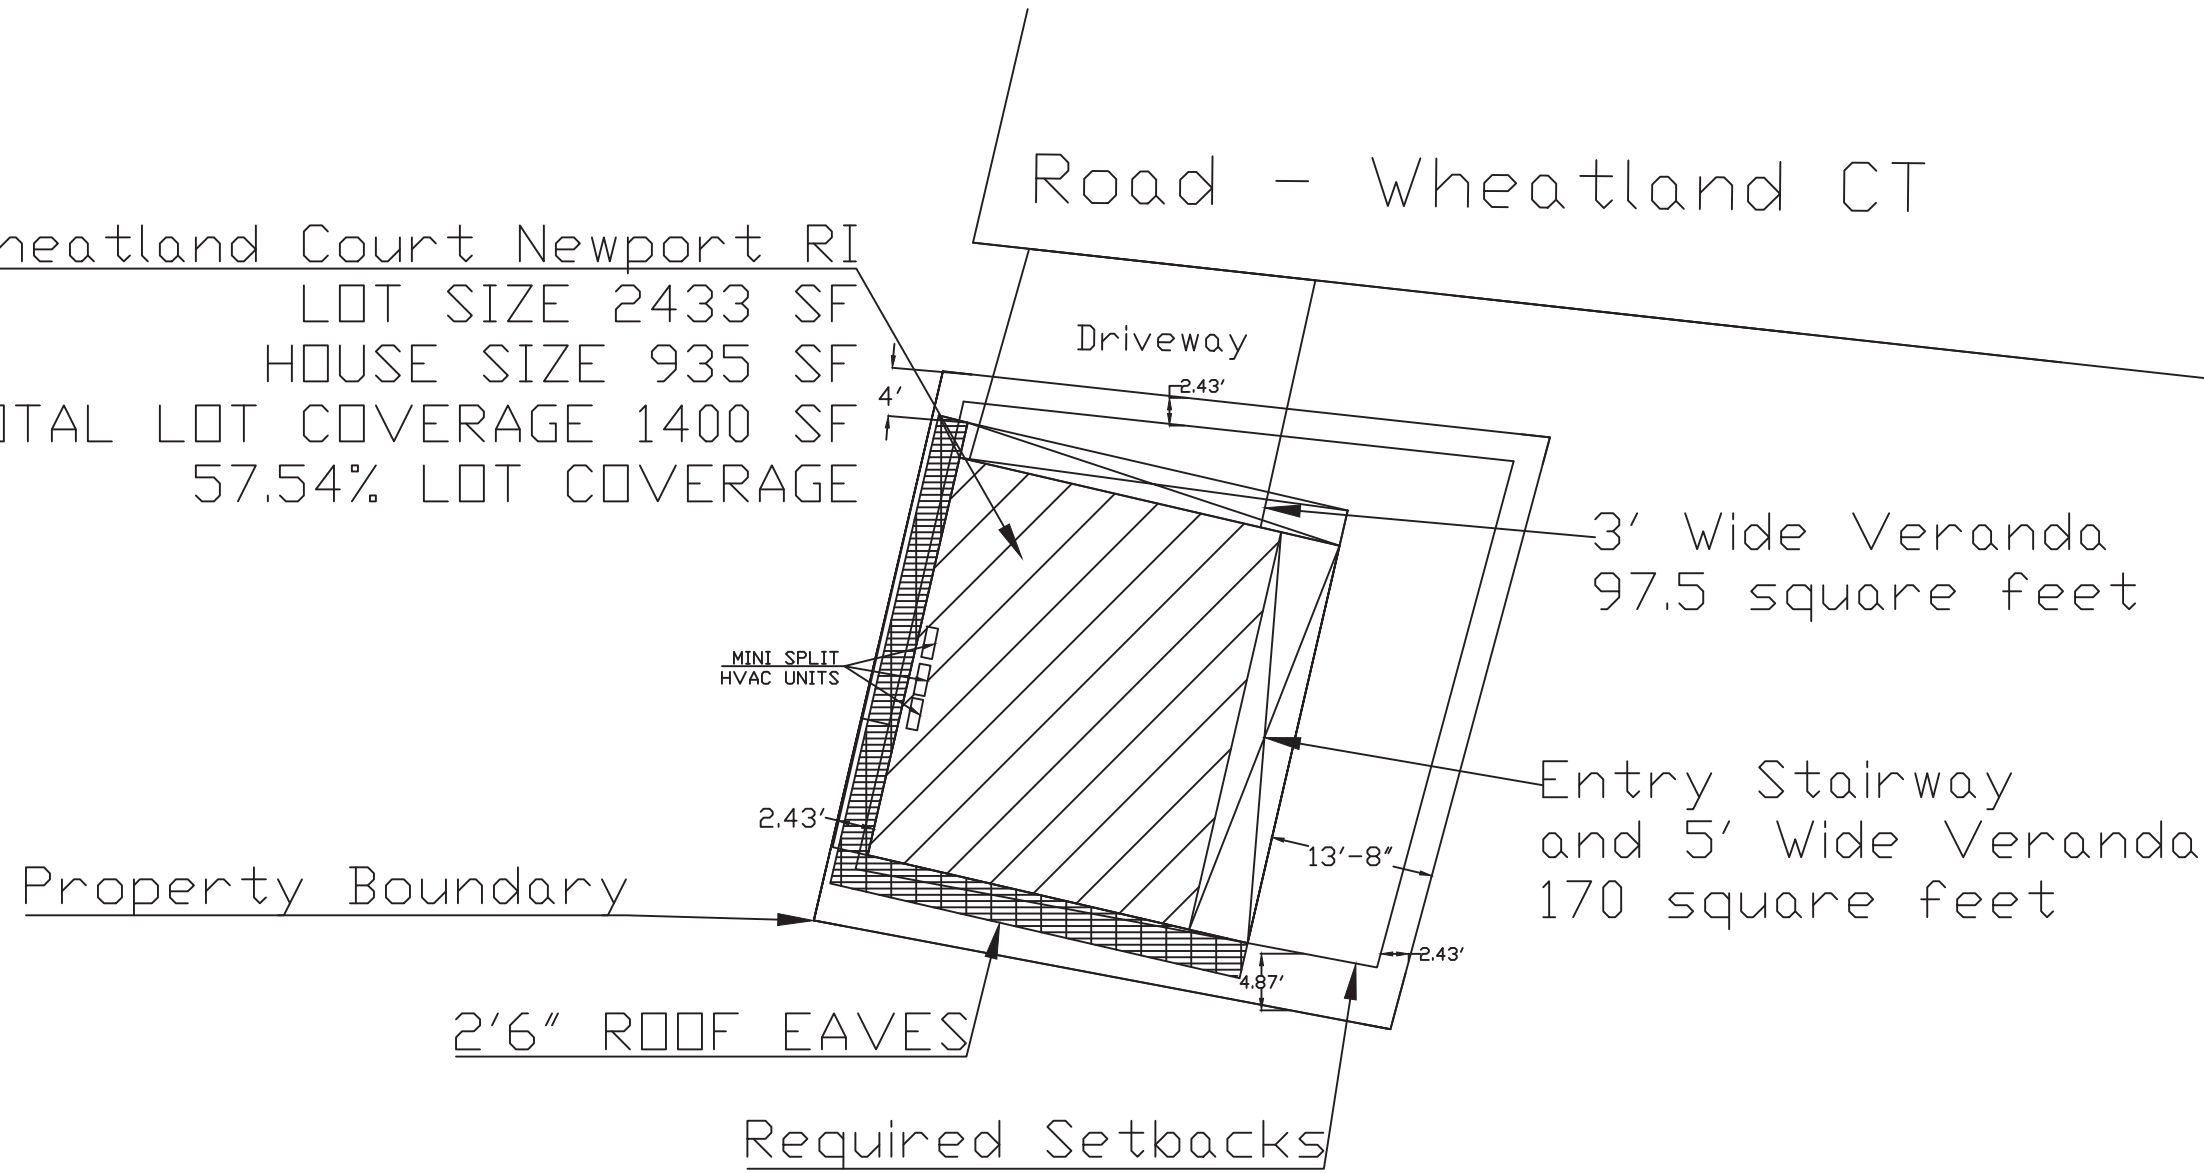 Road - Wheatland CT
heatland Court Newport RI
LOT SIZE 2433 SF
HOUSE SIZE 935 SF
OTAL LOT COVERAGE 1400 SF
57.54% LOT COVERAGE
Driveway
2.43'
4'
3' Wide Veranda
97.5 square feet
MINI SPLIT
HVAC UNITS
Entry Stairway
and 5' Wide Veranda
170 square feet
2.43'
13'-8"
Property Boundary
2.43'
4.87'
2'6" ROOF EAVES
Required Setbacks